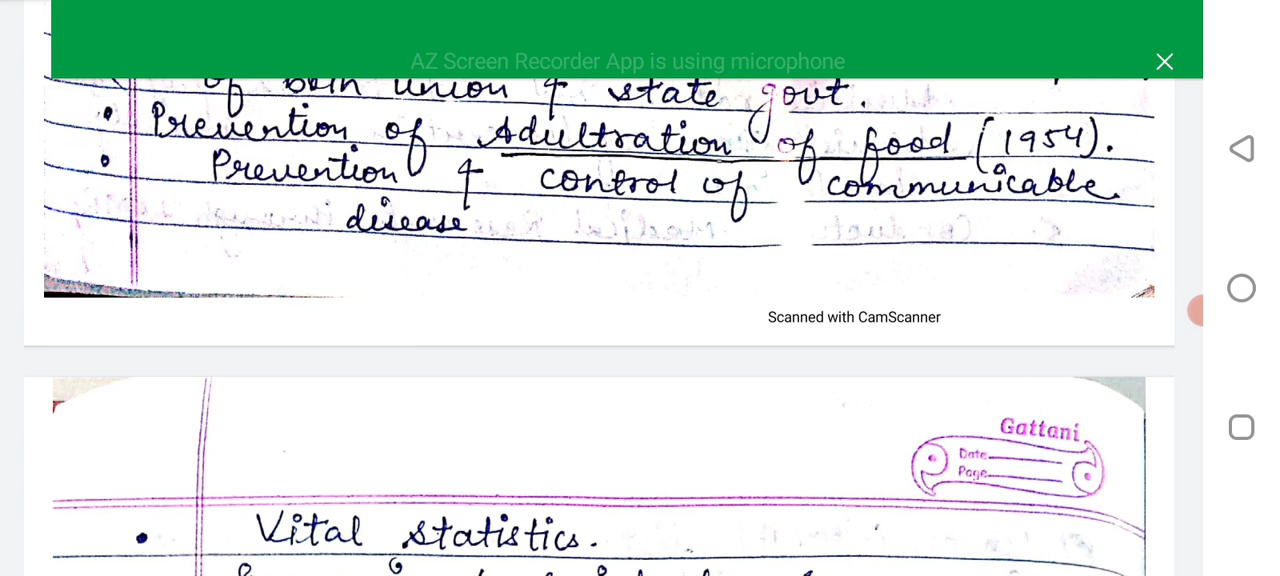 AZ Screen Recorder App is using microphone
of both union & state govt.
• Prevention of Adultration of food (1954).
• Prevention & control of communicable
disease
Scanned with CamScanner
Gattani
Date
Page
• Vital statistics.